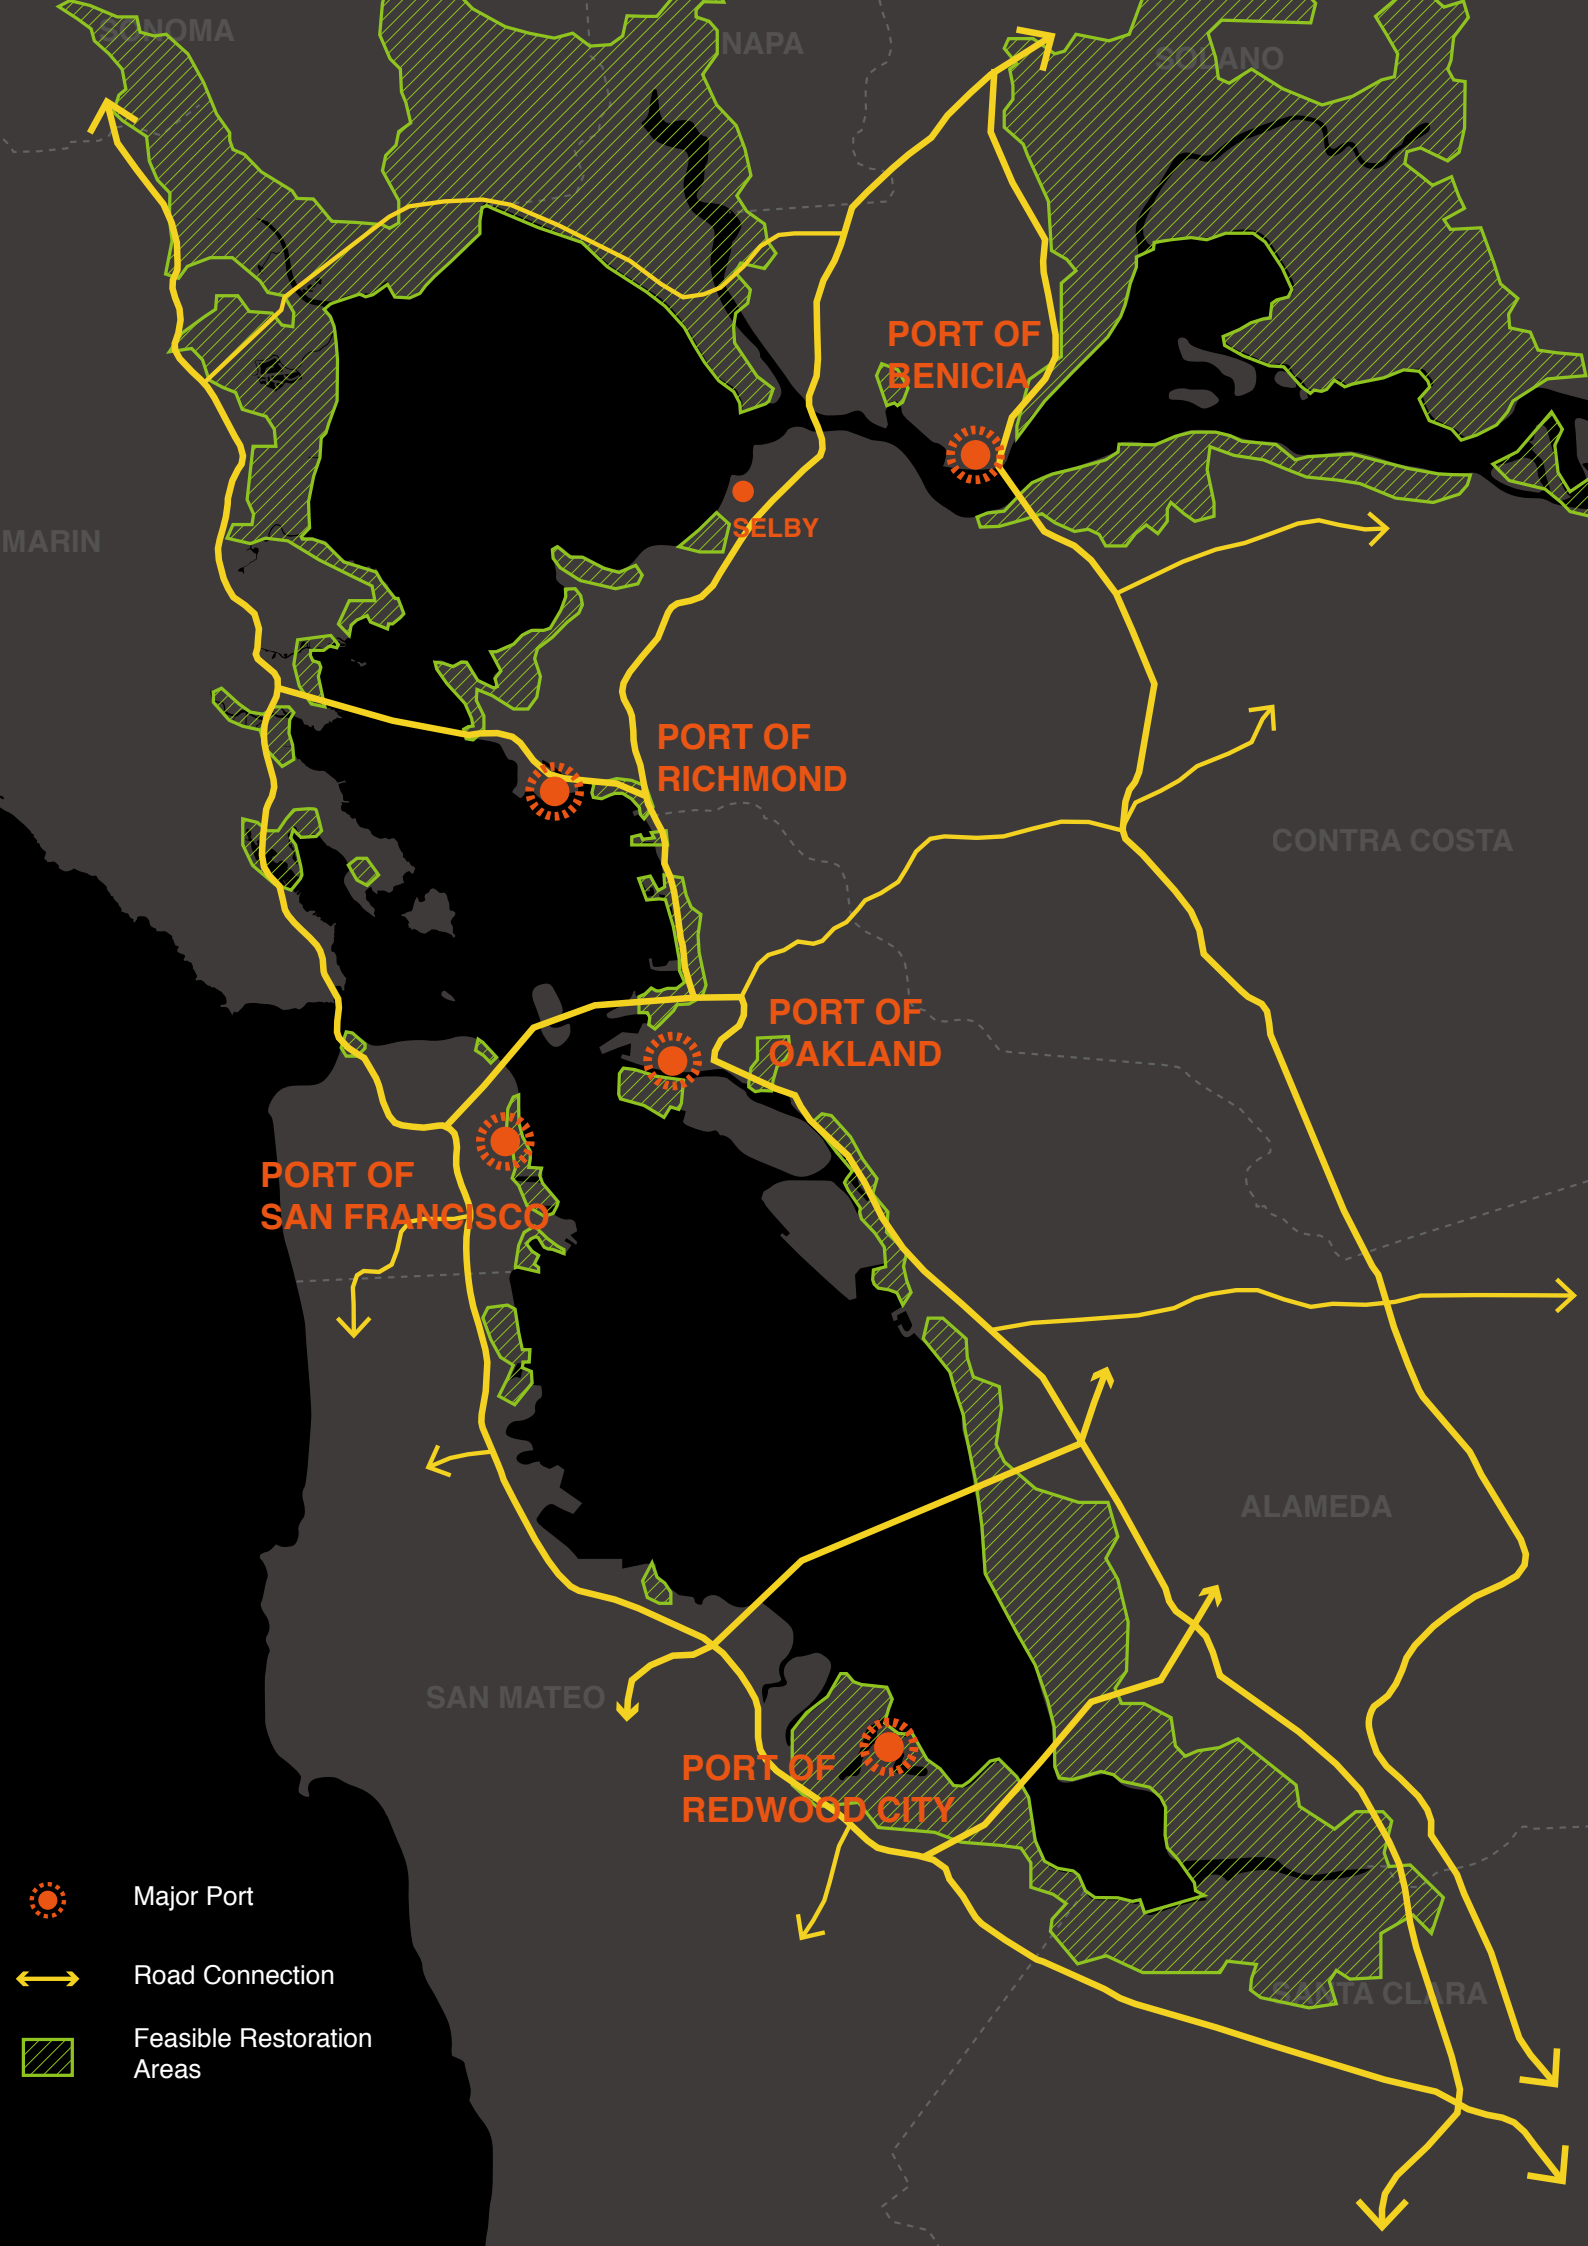 SONOMA
NAPA
SOLANO
PORT OF
BENICIA
SELBY
MARIN
PORT OF
RICHMOND
CONTRA COSTA
PORT OF
OAKLAND
PORT OF
SAN FRANCISCO
ALAMEDA
SAN MATEO
PORT OF
REDWOOD CITY
SANTA CLARA
Major Port
Road Connection
Feasible Restoration
Areas